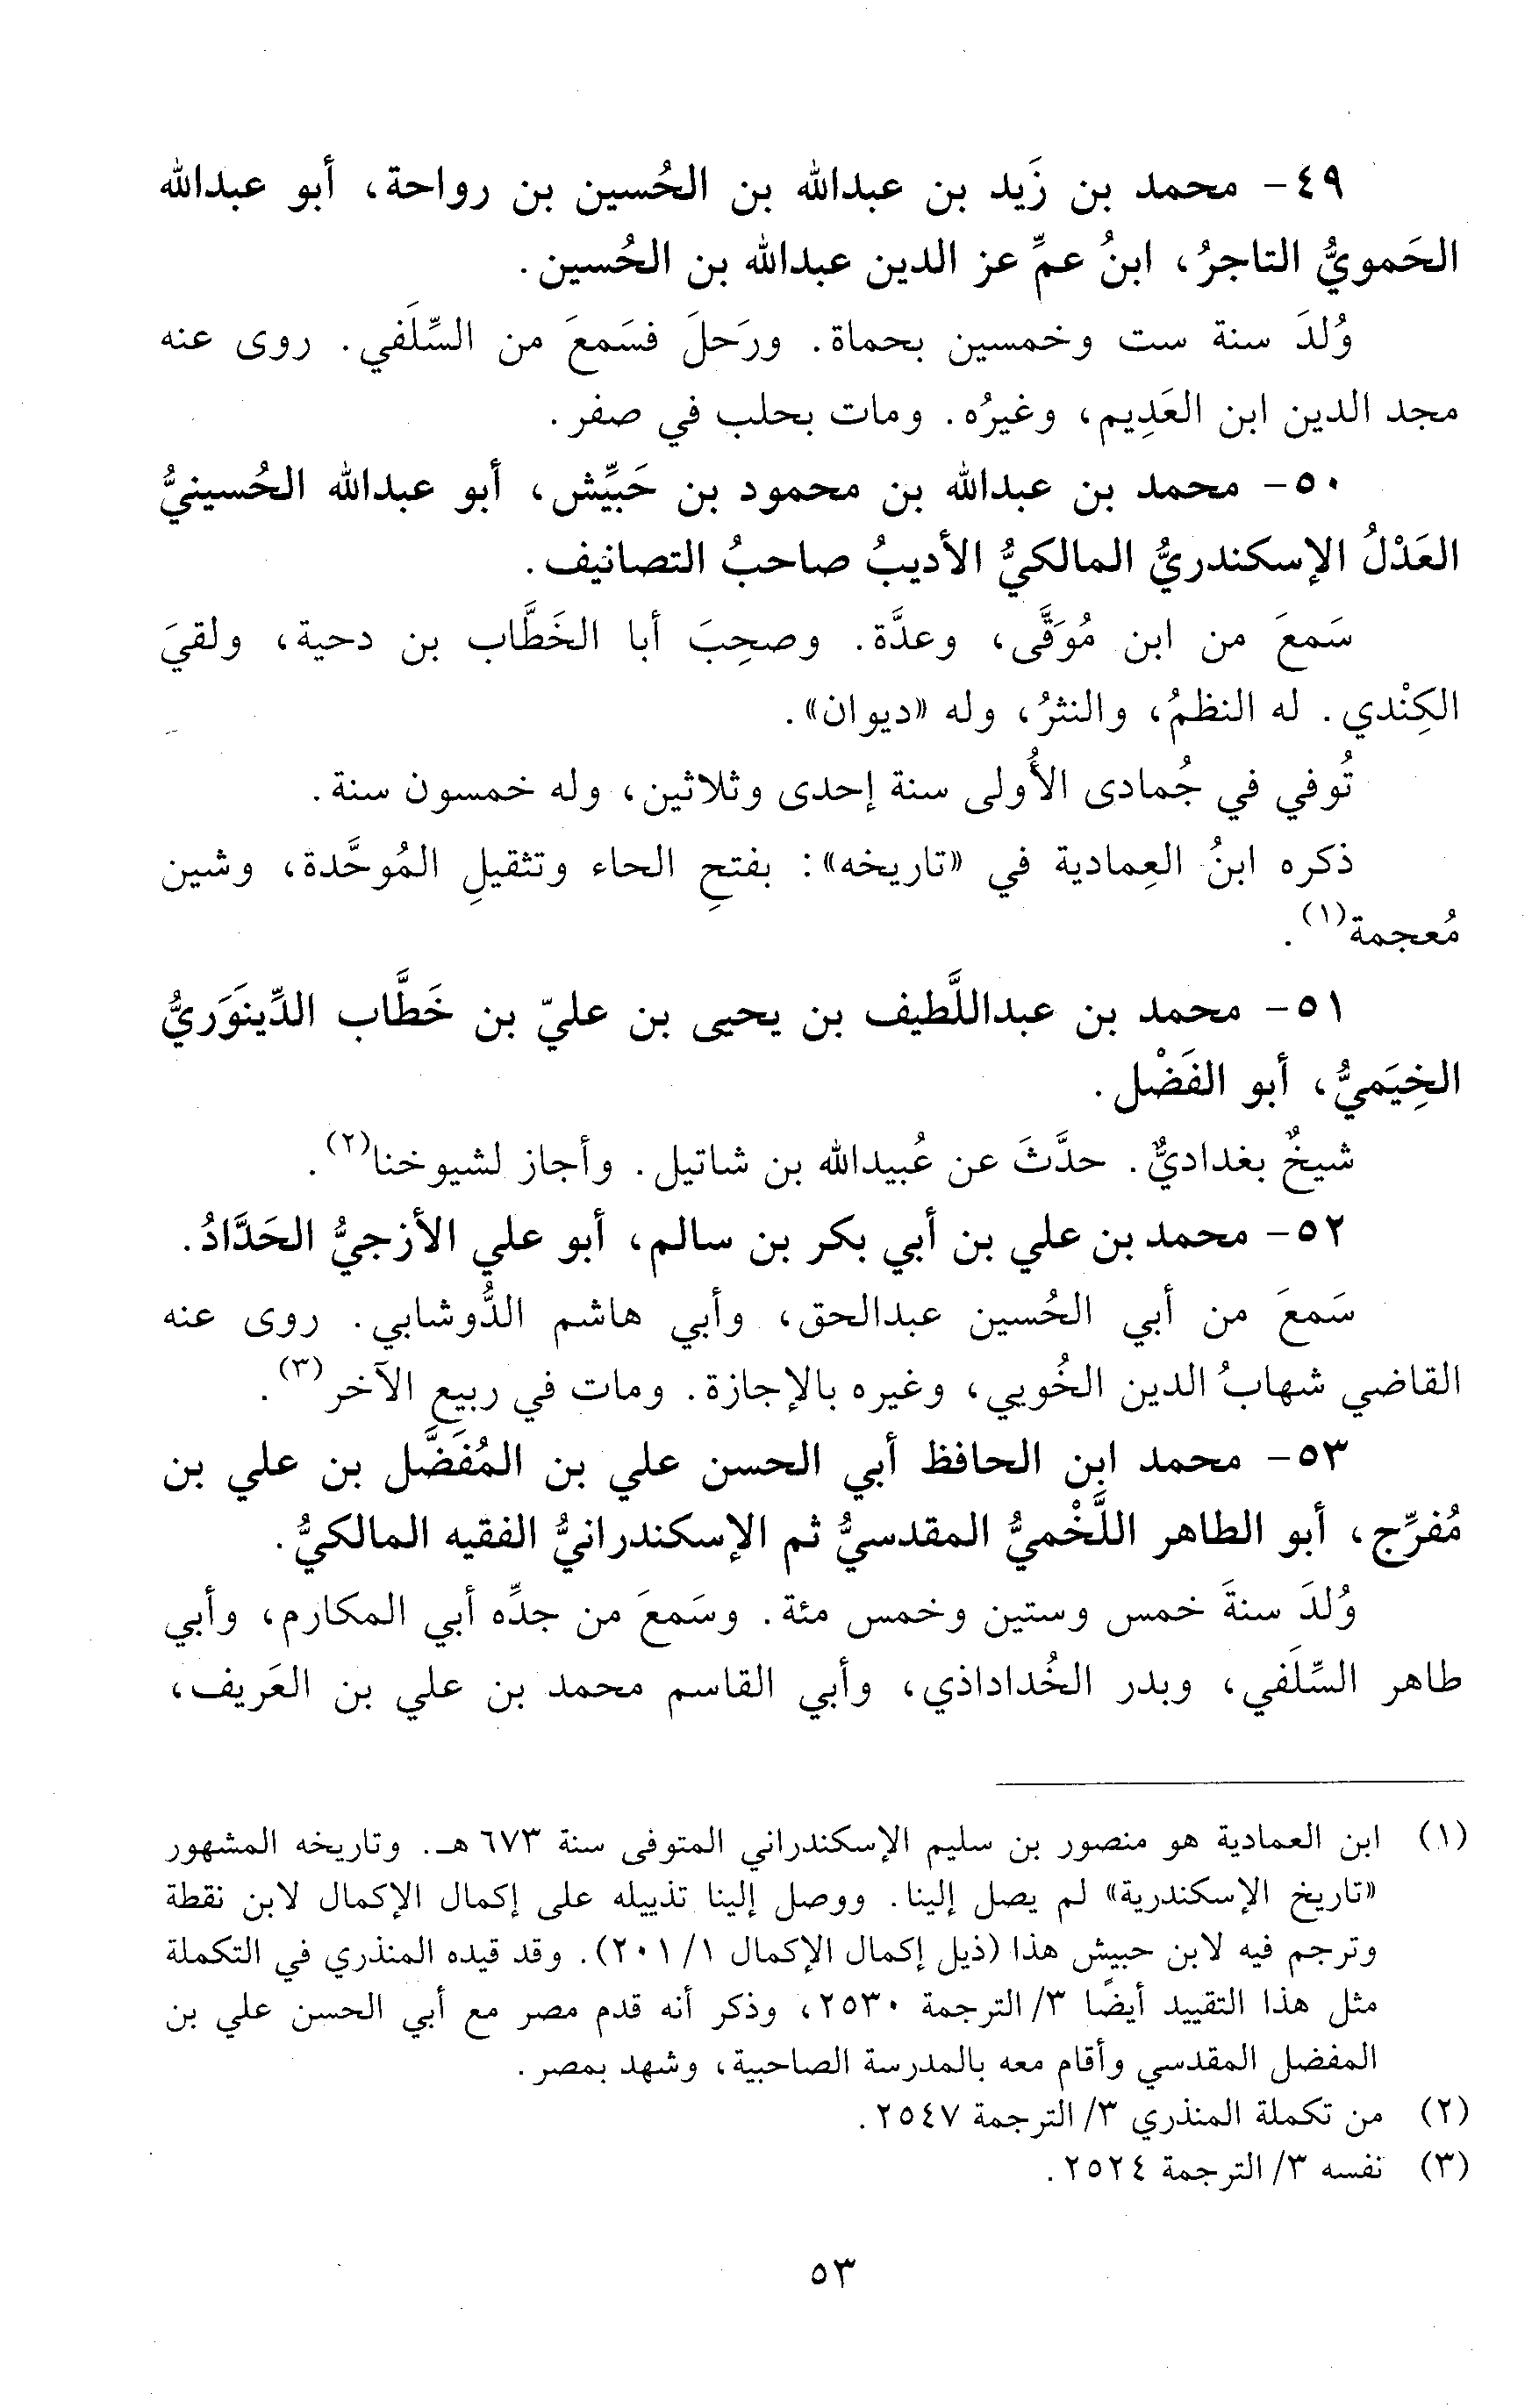 ٤٩- محمد بن زَيد بن عبدالله بن الحُسين بن رواحة، أبو عبدالله
الحَمويُّ التاجرُ، ابنُ عمِّ عز الدين عبدالله بن الحُسين.
وُلدَ سنة ست وخمسين بحماة. ورَحلَ فسَمعَ من السِّلَفي. روى عنه
مجد الدين ابن العَدِيم، وغيرُه. ومات بحلب في صفر.
٥٠- محمد بن عبدالله بن محمود بن حَبِّيش، أبو عبدالله الحُسينيُّ
العَدْلُ الإسكندريُّ المالكيُّ الأديبُ صاحبُ التصانيف.
سَمعَ من ابن مُوَقَّى، وعدَّة. وصحِبَ أبا الخَطَّاب بن دحية، ولقيَ
الكِنْدي. له النظمُ، والنثرُ، وله «ديوان».
تُوفي في جُمادى الأُولى سنة إحدى وثلاثين، وله خمسون سنة.
ذكره ابنُ العِمادية في «تاريخه»: بفتحِ الحاء وتثقيلِ المُوحَّدة، وشين
مُعجمة(١).
٥١- محمد بن عبداللَّطيف بن يحيى بن عليّ بن خَطَّاب الدِّينَوَريُّ
الخِيَميُّ، أبو الفَضْل.
شيخٌ بغداديٌّ. حدَّثَ عن عُبيدالله بن شاتيل. وأجاز لشيوخنا(٢).
٥٢- محمد بن علي بن أبي بكر بن سالم، أبو علي الأزجيُّ الحَدَّادُ.
سَمعَ من أبي الحُسين عبدالحق، وأبي هاشم الدُّوشابي. روى عنه
القاضي شهابُ الدين الخُويي، وغيره بالإجازة. ومات في ربيع الآخر(٣).
٥٣- محمد ابن الحافظ أبي الحسن علي بن المُفَضَّل بن علي بن
مُفرِّج، أبو الطاهر اللَّخْميُّ المقدسيُّ ثم الإسكندرانيُّ الفقيه المالكيُّ.
وُلدَ سنةَ خمس وستين وخمس مئة. وسَمعَ من جدِّه أبي المكارم، وأبي
طاهر السِّلَفي، وبدر الخُداداذي، وأبي القاسم محمد بن علي بن العَريف،
(١) ابن العمادية هو منصور بن سليم الإسكندراني المتوفى سنة ٦٧٣ هـ. وتاريخه المشهور
«تاريخ الإسكندرية» لم يصل إلينا. ووصل إلينا تذييله على إكمال الإكمال لابن نقطة
وترجم فيه لابن حبيش هذا (ذيل إكمال الإكمال ١/ ٢٠١). وقد قيده المنذري في التكملة
مثل هذا التقييد أيضًا ٣/ الترجمة ٢٥٣٠، وذكر أنه قدم مصر مع أبي الحسن علي بن
المفضل المقدسي وأقام معه بالمدرسة الصاحبية، وشهد بمصر.
(٢) من تكملة المنذري ٣/ الترجمة ٢٥٤٧.
(٣) نفسه ٣/ الترجمة ٢٥٢٤.
٥٣